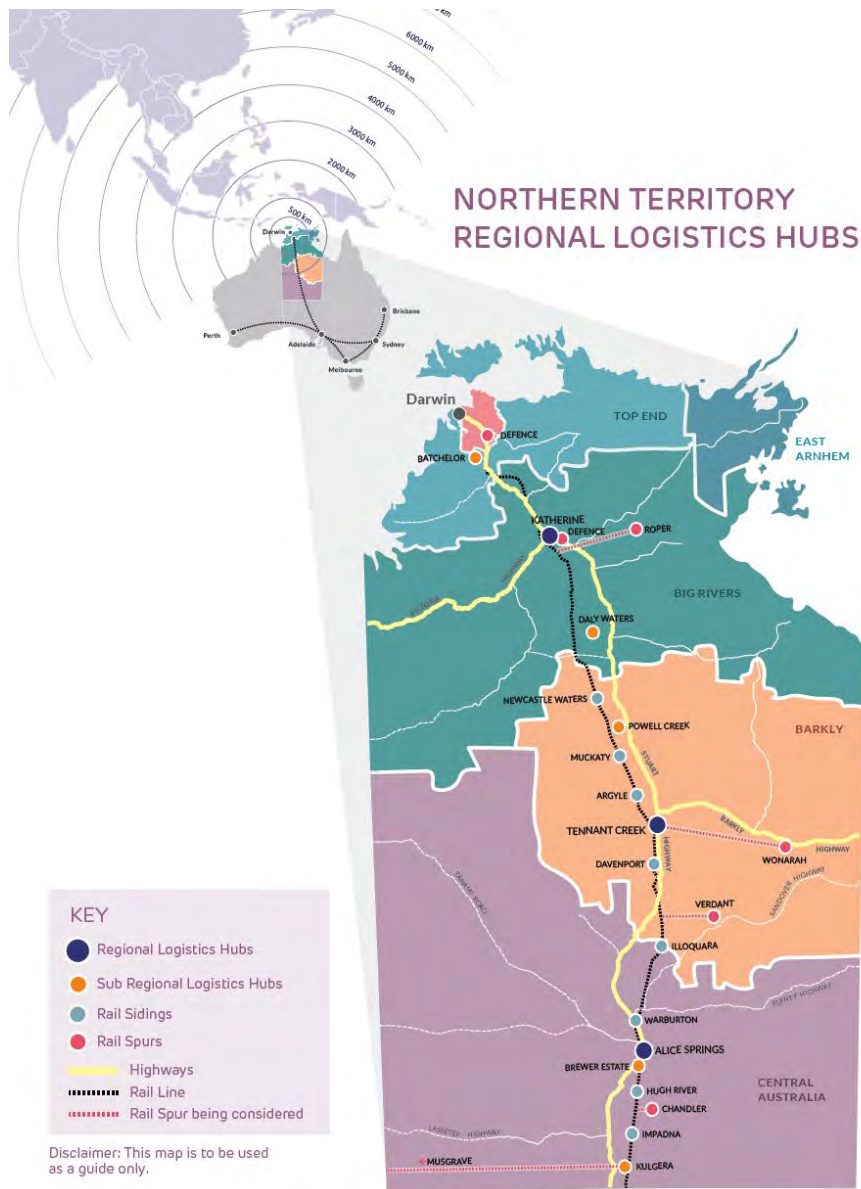 6000 km
5000 km
4000 km
3000 km
2000 km
500 km
Darwin
Perth
Adelaide
Melbourne
Sydney
Brisbane
NORTHERN TERRITORY
REGIONAL LOGISTICS HUBS
Darwin
TOP END
DEFENCE
EAST
ARNHEM
BATCHELOR
KATHERINE
DEFENCE
ROPER
VICTORIA
HIGHWAY
BIG RIVERS
DALY WATERS
NEWCASTLE WATERS
POWELL CREEK
BARKLY
STUART
MUCKATY
ARGYLE
TENNANT CREEK
BARKLY
HIGHWAY
HIGHWAY
WONARAH
DAVENPORT
SANDOVER HIGHWAY
TANAMI ROAD
VERDANT
ILLOQUARA
PLENTY HIGHWAY
WARBURTON
ALICE SPRINGS
BREWER ESTATE
HUGH RIVER
CENTRAL
AUSTRALIA
CHANDLER
LASSETER HIGHWAY
IMPADNA
MUSGRAVE
KULGERA
KEY
Regional Logistics Hubs
Sub Regional Logistics Hubs
Rail Sidings
Rail Spurs
Highways
Rail Line
Rail Spur being considered
Disclaimer: This map is to be used
as a guide only.